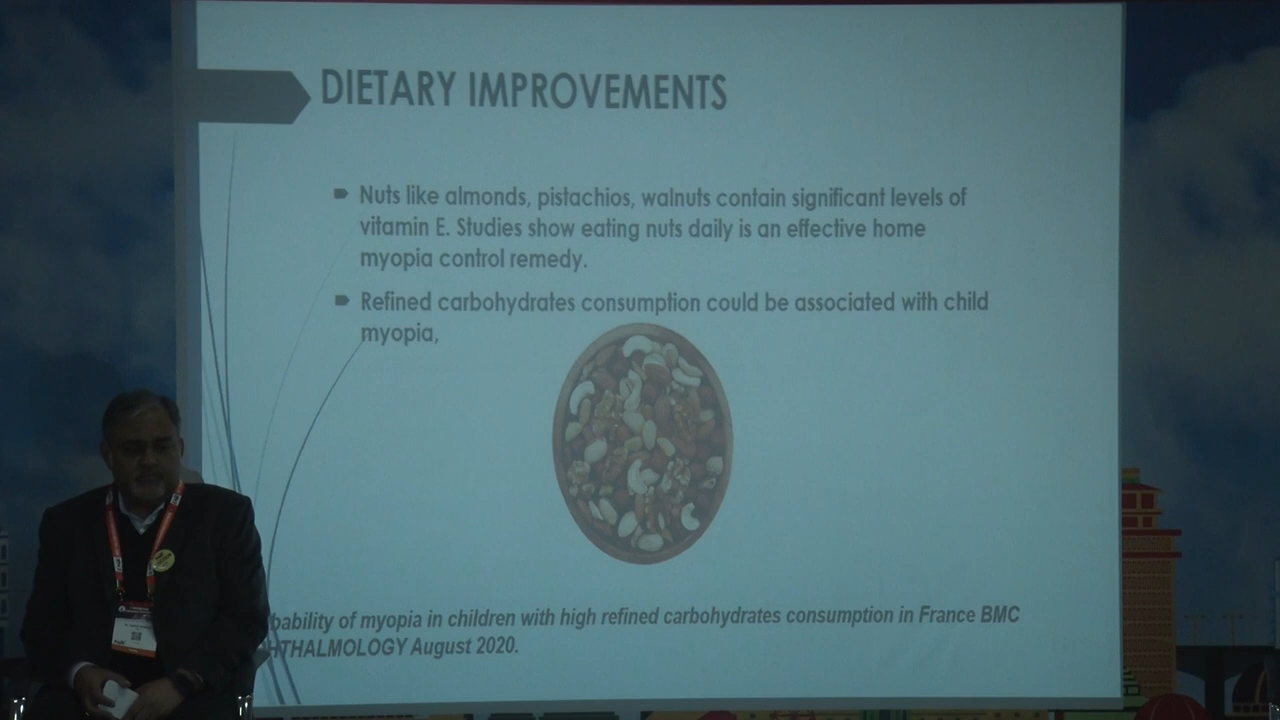 DIETARY IMPROVEMENTS
Nuts like almonds, pistachios, walnuts contain significant levels of
vitamin E. Studies show eating nuts daily is an effective home
myopia control remedy.
Refined carbohydrates consumption could be associated with child
myopia,
bability of myopia in children with high refined carbohydrates consumption in France BMC
HTHALMOLOGY August 2020.